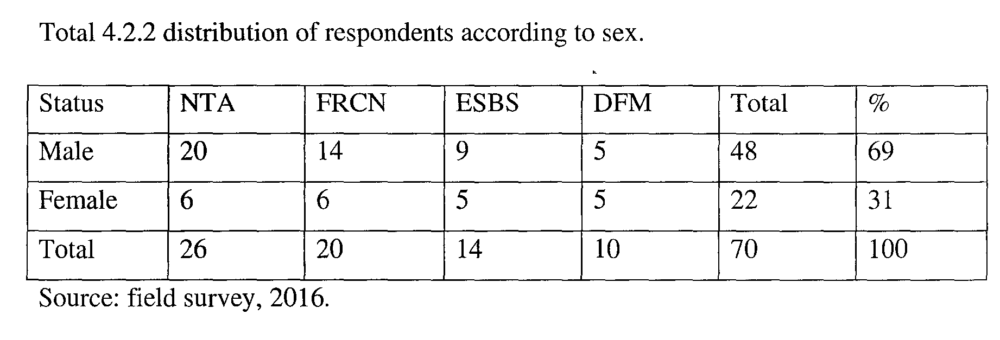 Total 4.2.2 distribution of respondents according to sex.
Status NTA FRCN ESBS DFM Total %
Male 20 14 9 5 48 69
Female 6 6 5 5 22 31
Total 26 20 14 10 70 100
Source: field survey, 2016.